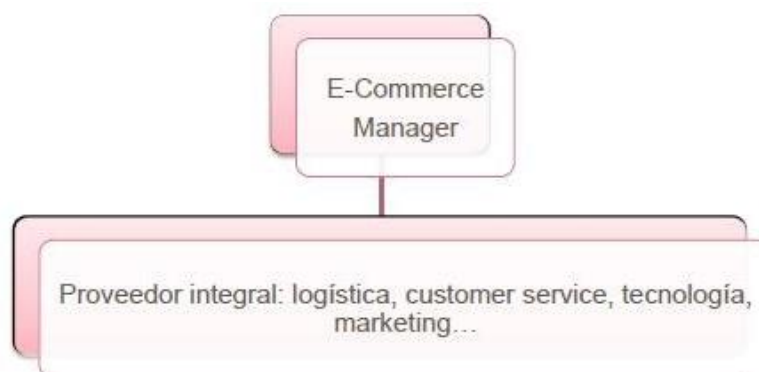 E-Commerce
Manager
Proveedor integral: logística, customer service, tecnología,
marketing…